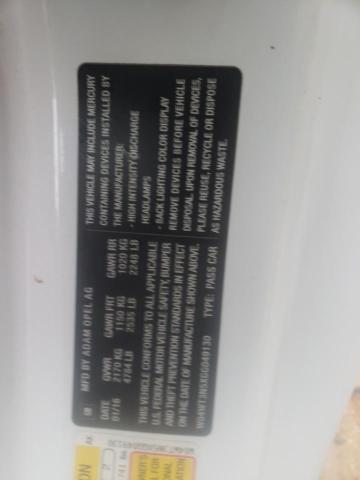 GM MFD BY ADAM OPEL AG
DATE GVWR GAWR FRT GAWR RR
01/16 2170 KG 1150 KG 1020 KG
4784 LB 2535 LB 2248 LB
THIS VEHICLE CONFORMS TO ALL APPLICABLE
U.S. FEDERAL MOTOR VEHICLE SAFETY, BUMPER
AND THEFT PREVENTION STANDARDS IN EFFECT
ON THE DATE OF MANUFACTURE SHOWN ABOVE.
W04WT3N5XGG049130 TYPE: PASS CAR
THIS VEHICLE MAY INCLUDE MERCURY
CONTAINING DEVICES INSTALLED BY
THE MANUFACTURER:
- HIGH INTENSITY DISCHARGE
HEADLAMPS
- BACK LIGHTING COLOR DISPLAY
REMOVE DEVICES BEFORE VEHICLE
DISPOSAL. UPON REMOVAL OF DEVICES,
PLEASE REUSE, RECYCLE OR DISPOSE
AS HAZARDOUS WASTE.
W04WT3N5XGG049130